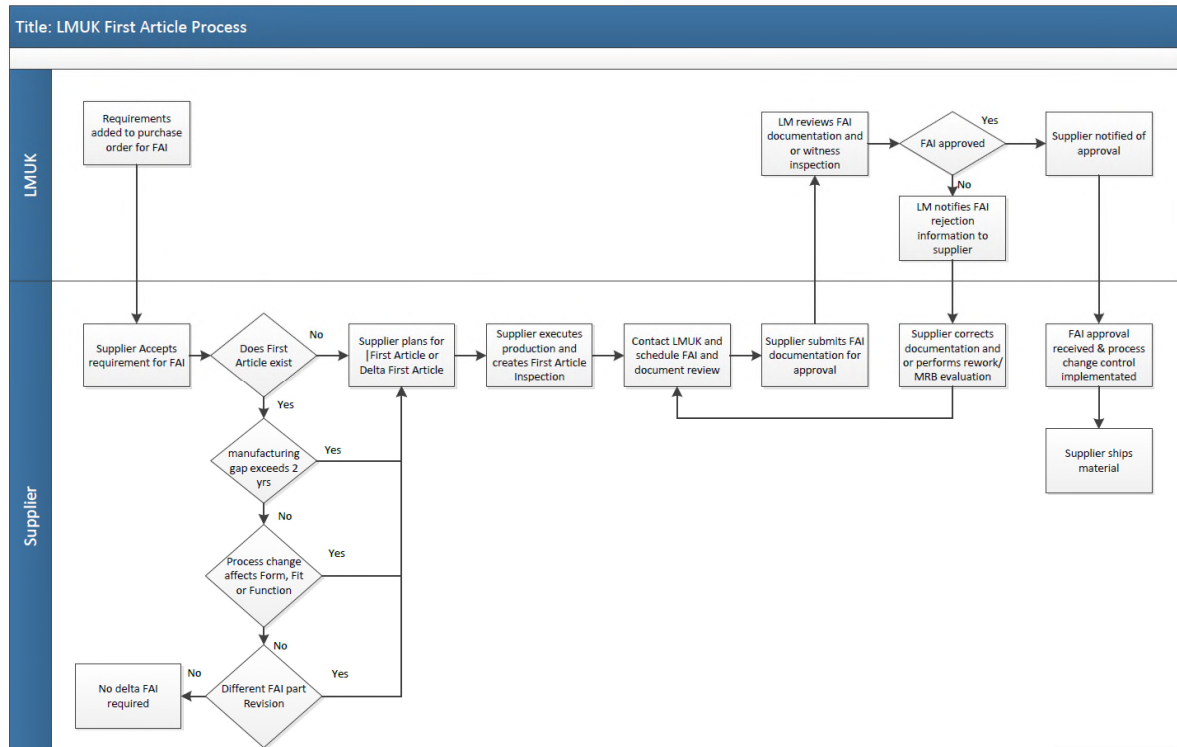 Title: LMUK First Article Process
LMUK
Requirements
added to purchase
order for FAI
LM reviews FAI
documentation and
or witness
inspection
FAI approved
Yes
Supplier notified of
approval
No
LM notifies FAI
rejection
information to
supplier
Supplier
Supplier Accepts
requirement for FAI
Does First
Article exist
No
Supplier plans for
|First Article or
Delta First Article
Supplier executes
production and
creates First Article
Inspection
Contact LMUK and
schedule FAI and
document review
Supplier submits FAI
documentation for
approval
Supplier corrects
documentation and
or performs rework/
MRB evaluation
FAI approval
received & process
change control
implementated
Yes
manufacturing
gap exceeds 2
yrs
Yes
Supplier ships
material
No
Process change
affects Form, Fit
or Function
Yes
No
Different FAI part
Revision
Yes
No
No delta FAI
required